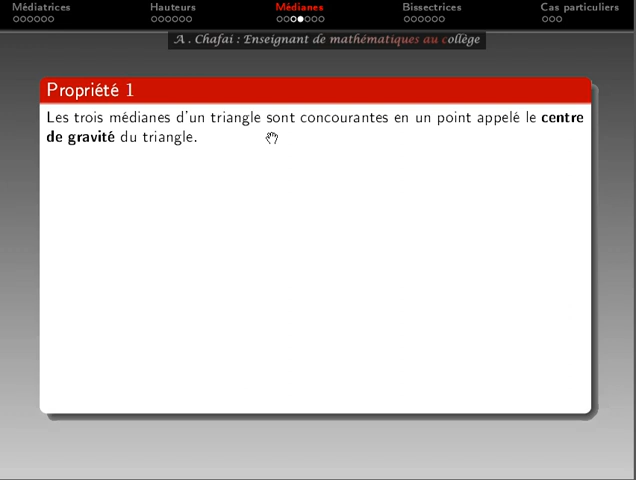 Médiatrices Hauteurs Médianes Bissectrices Cas particuliers
A . Chafai : Enseignant de mathématiques au collège
Propriété 1
Les trois médianes d'un triangle sont concourantes en un point appelé le centre
de gravité du triangle.